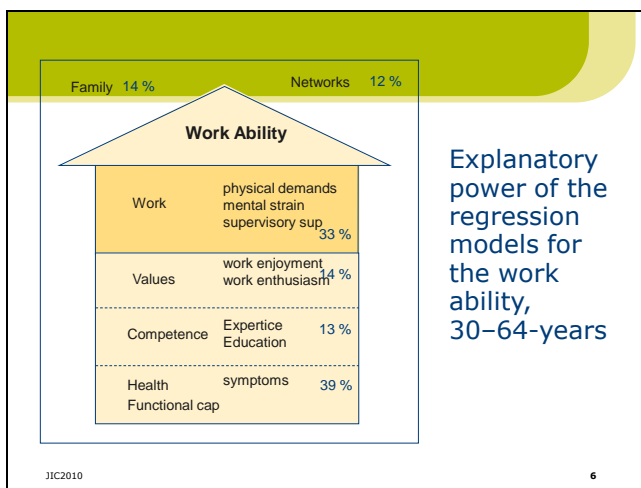 Family 14 %
Networks 12 %
Work Ability
Work
physical demands
mental strain
supervisory sup
33 %
Values
work enjoyment
work enthusiasm
14 %
Competence
Expertice
Education
13 %
Health
Functional cap
symptoms
39 %
Explanatory
power of the
regression
models for
the work
ability,
30–64-years
JIC2010
6